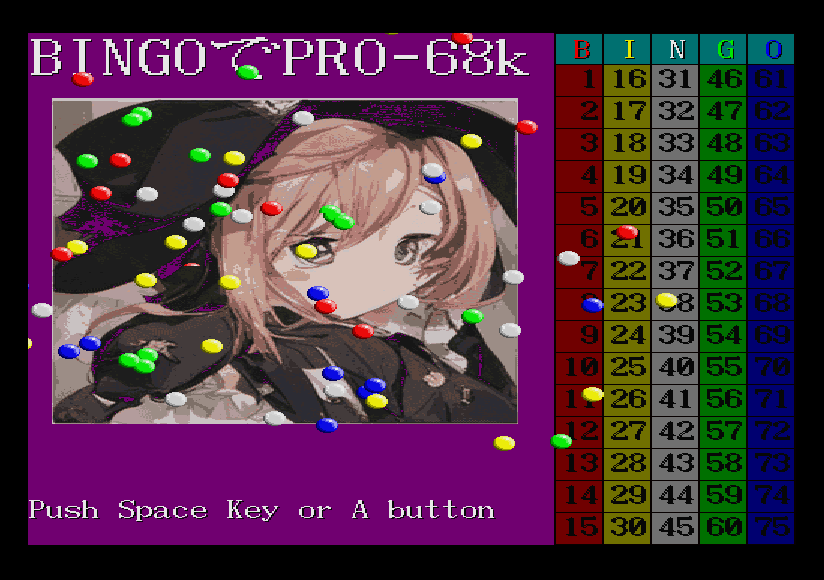 BINGOでPRO-68k
B I N G O
1 16 31 46 61
2 17 32 47 62
3 18 33 48 63
4 19 34 49 64
5 20 35 50 65
6 21 36 51 66
7 22 37 52 67
8 23 38 53 68
9 24 39 54 69
10 25 40 55 70
11 26 41 56 71
12 27 42 57 72
13 28 43 58 73
14 29 44 59 74
15 30 45 60 75
Push Space Key or A button